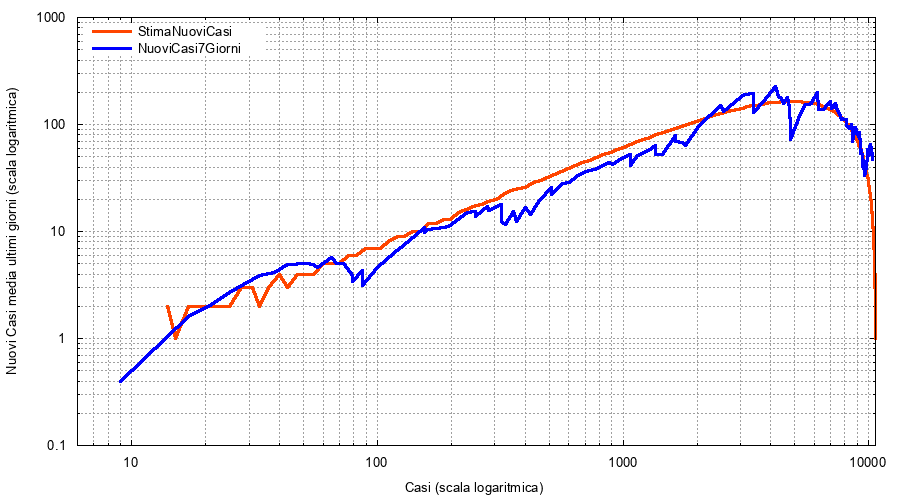 1000
100
10
1
0.1
StimaNuoviCasi
NuoviCasi7Giorni
Nuovi Casi media ultimi giorni (scala logaritmica)
10
100
1000
10000
Casi (scala logaritmica)